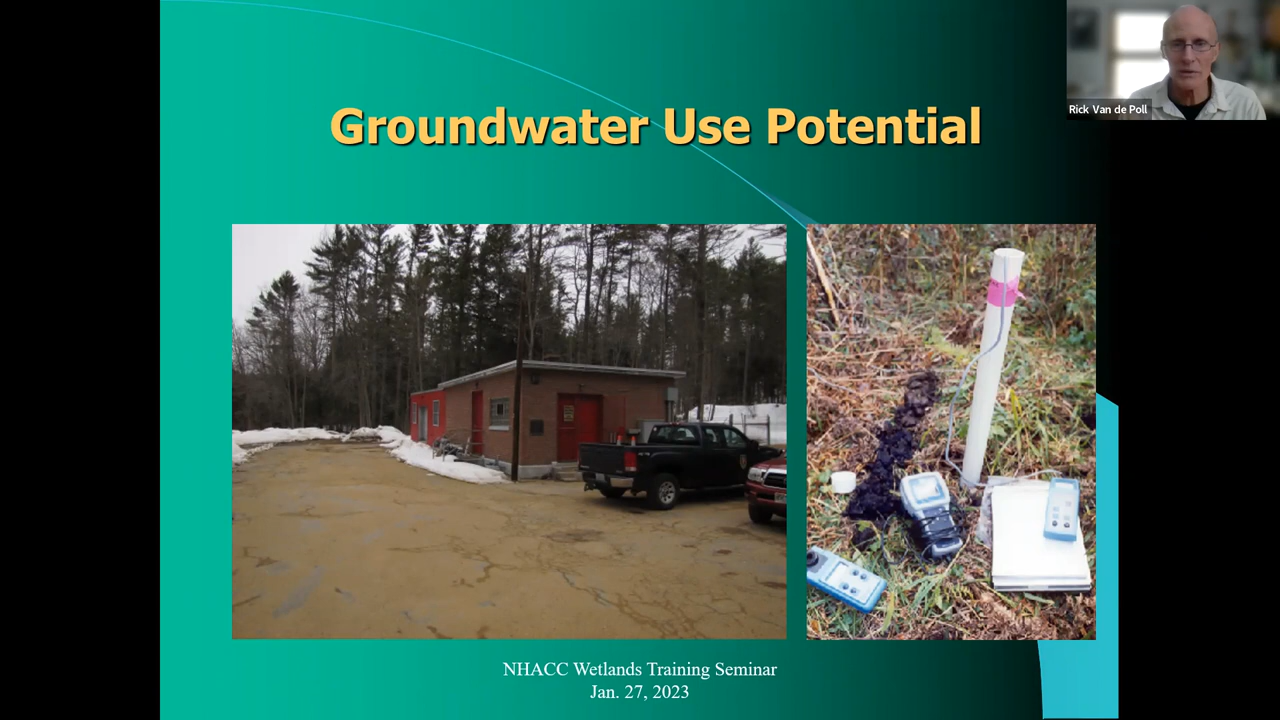 Groundwater Use Potential
Rick Van de Poll
NHACC Wetlands Training Seminar
Jan. 27, 2023